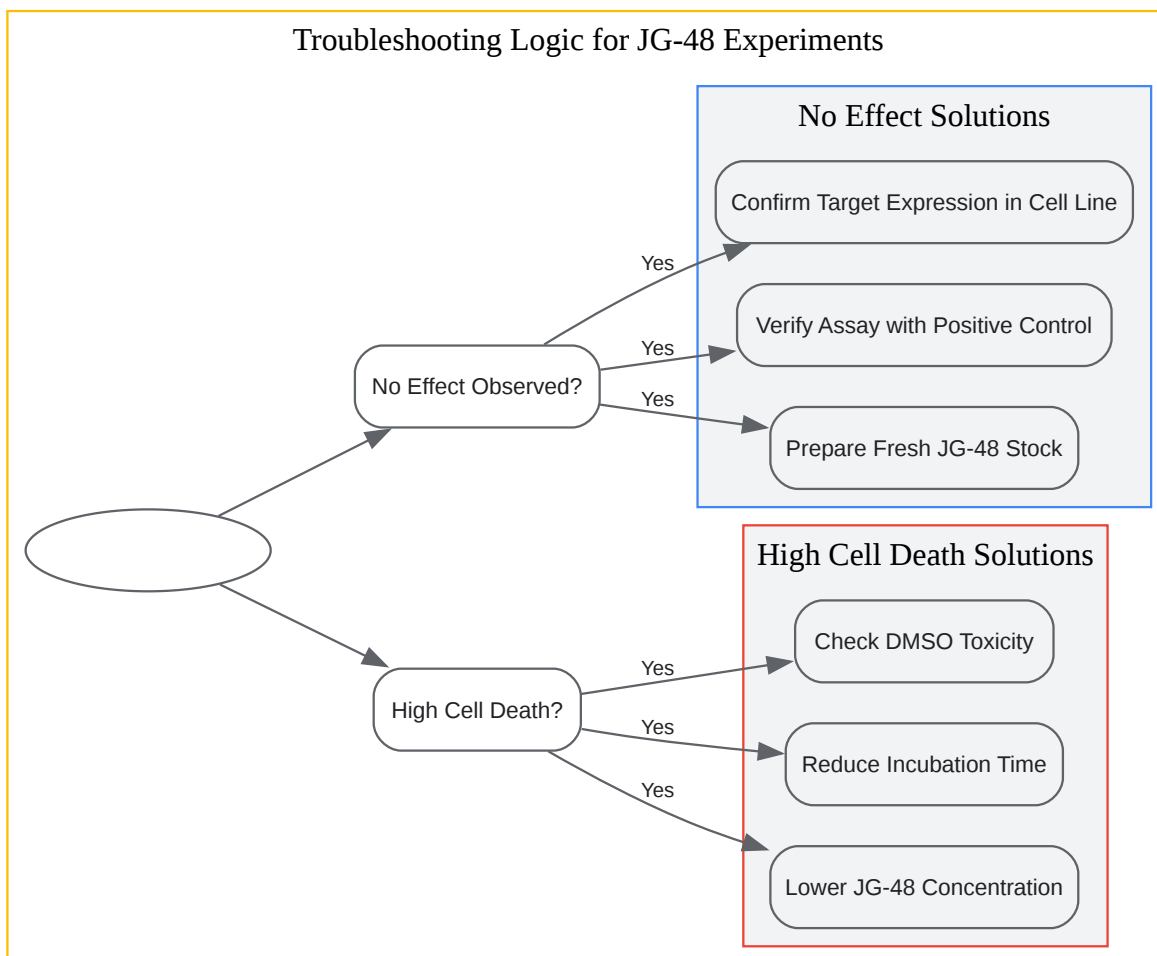 Troubleshooting Logic for JG-48 Experiments
No Effect Solutions
Confirm Target Expression in Cell Line
Yes
Verify Assay with Positive Control
Yes
No Effect Observed?
Yes
Prepare Fresh JG-48 Stock
High Cell Death Solutions
Check DMSO Toxicity
Yes
High Cell Death?
Yes
Reduce Incubation Time
Yes
Lower JG-48 Concentration